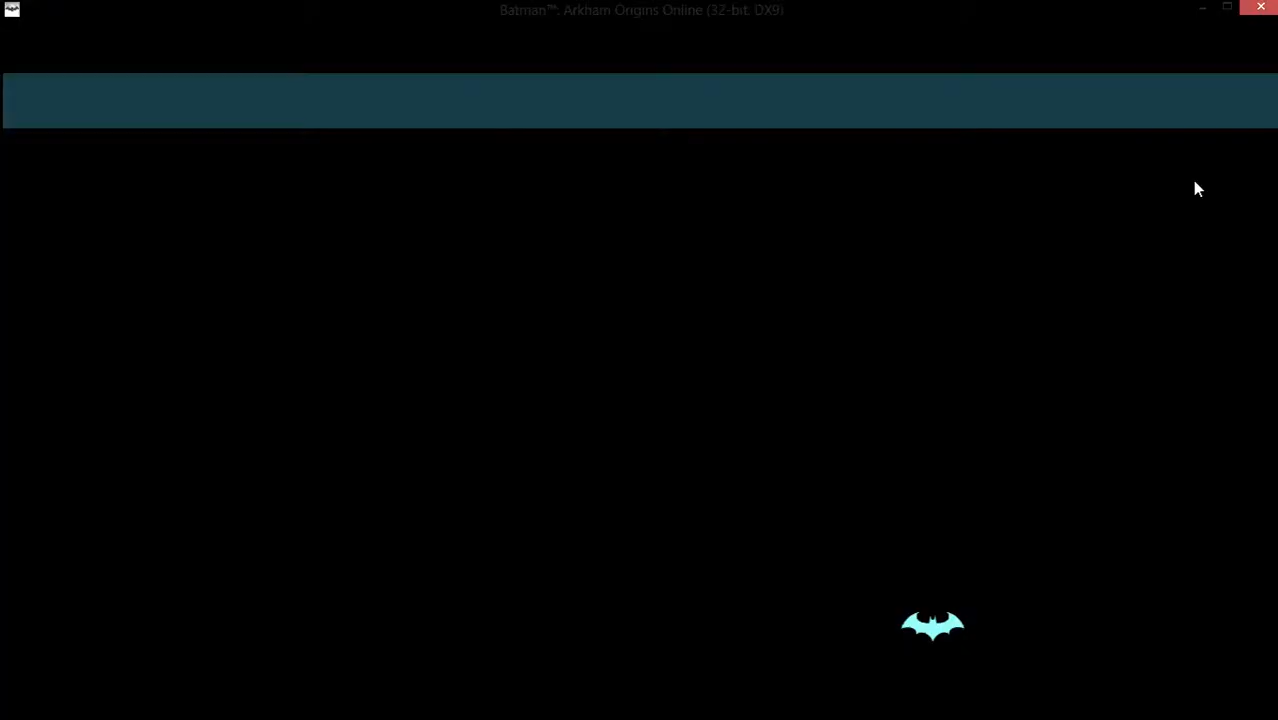 Batman™: Arkham Origins Online (32-bit, DX9)